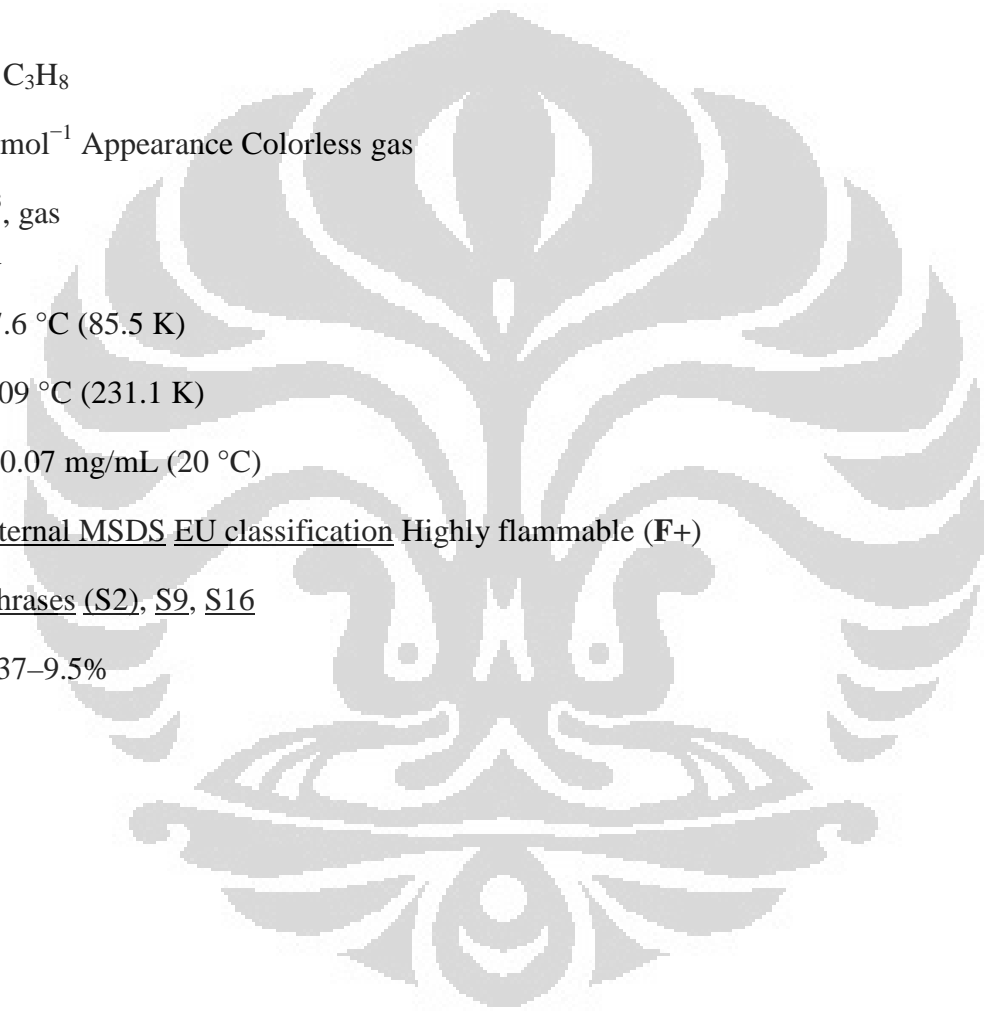 C₃H₈
mol⁻¹ Appearance Colorless gas
, gas
.6 °C (85.5 K)
09 °C (231.1 K)
0.07 mg/mL (20 °C)
ternal MSDS EU classification Highly flammable (F+)
hrases (S2), S9, S16
37–9.5%